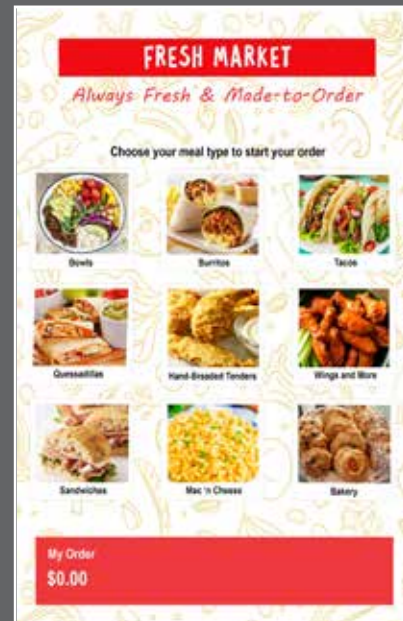 FRESH MARKET
Always Fresh & Made-to-Order
Choose your meal type to start your order
Bowls
Burritos
Tacos
Quessadillas
Hand-Breaded Tenders
Wings and More
Sandwiches
Mac 'n Cheese
Bakery
My Order
$0.00